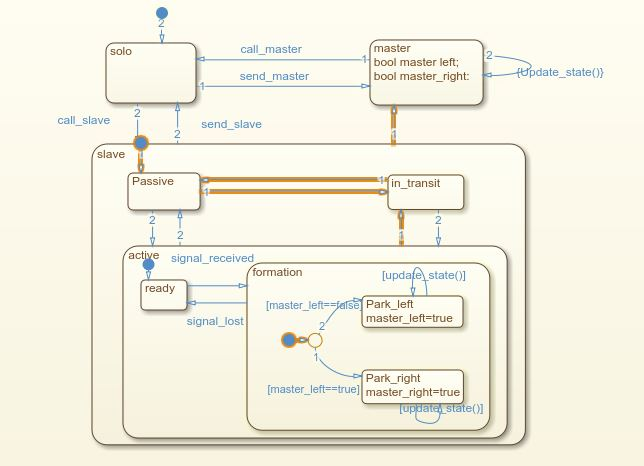 2
solo
call_master
1
master
bool master left;
bool master_right:
2
{Update_state()}
1
send_master
call_slave
2
2
send_slave
1
slave
Passive
1
1
in_transit
2
2
1
2
active
signal_received
ready
signal_lost
formation
[update_state()]
[master_left==false]
Park_left
master_left=true
2
1
Park_right
master_right=true
[master_left==true]
[update_state()]